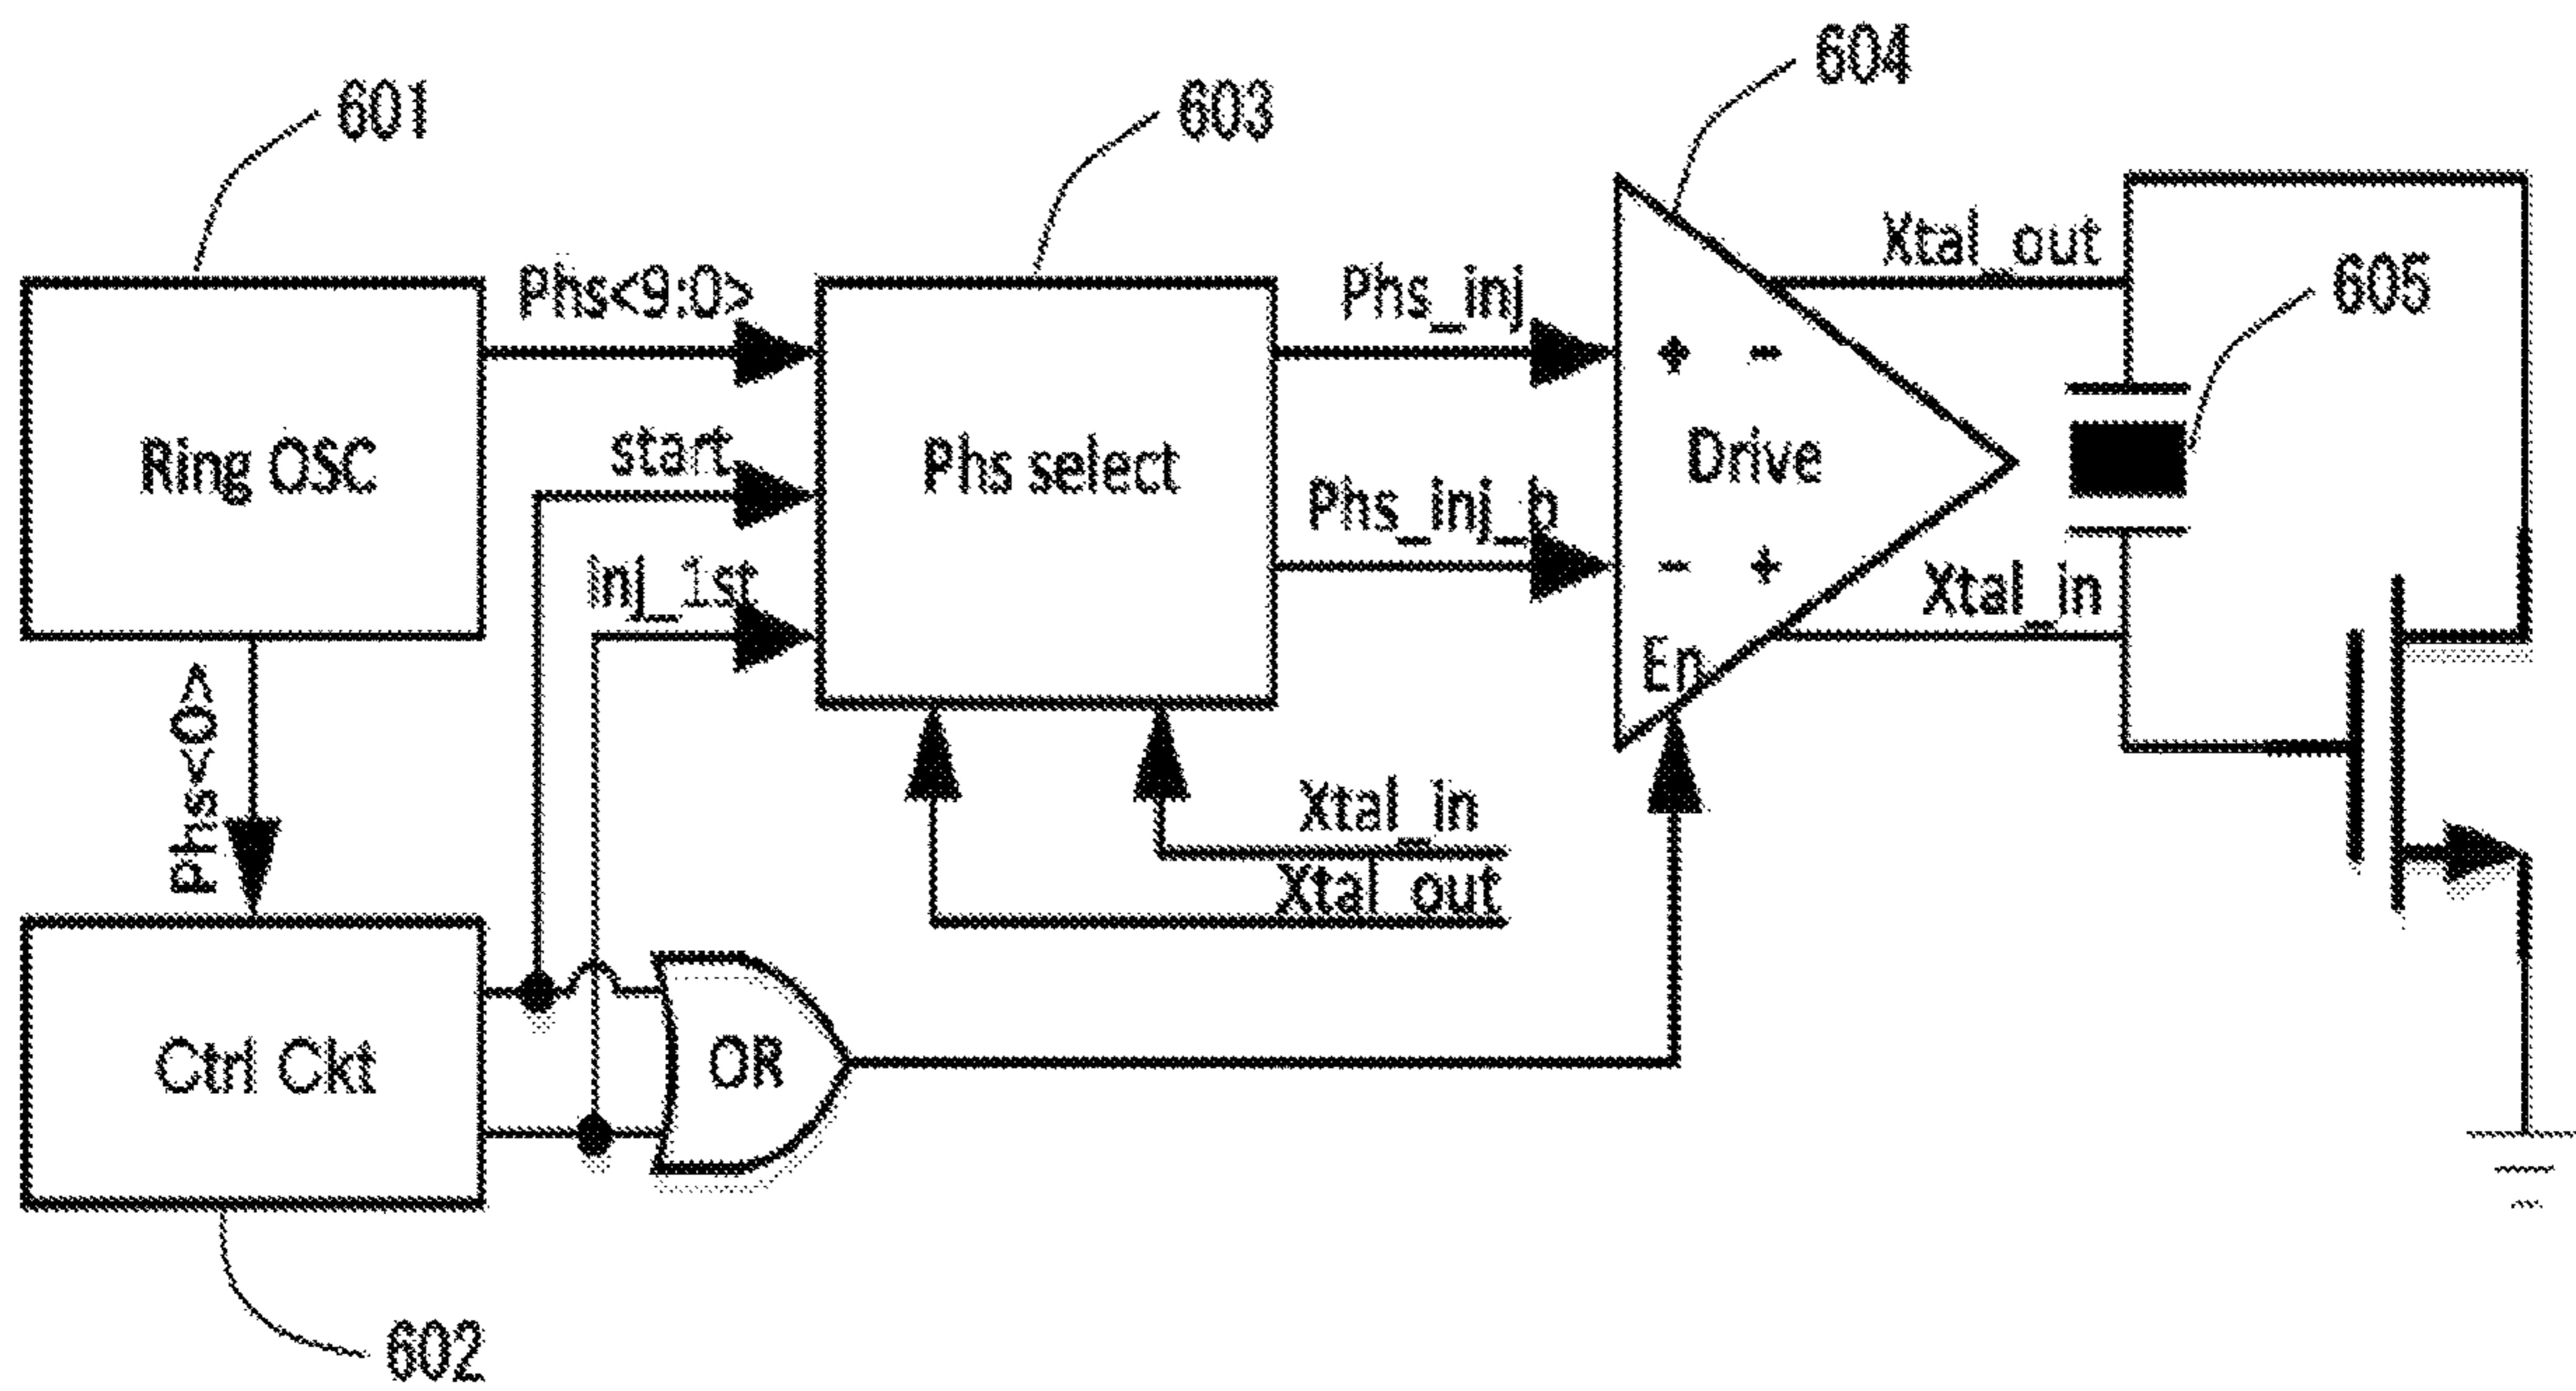 604
601
603
Xtal_out
605
Phs<9:0>
Phs_inj
start
Ring OSC
Phs select
Drive
+ -
Phs_inj_b
inj_1st
- +
Xtal_in
En
Phs<0>
Xtal_in
Xtal_out
Ctrl Ckt
OR
602